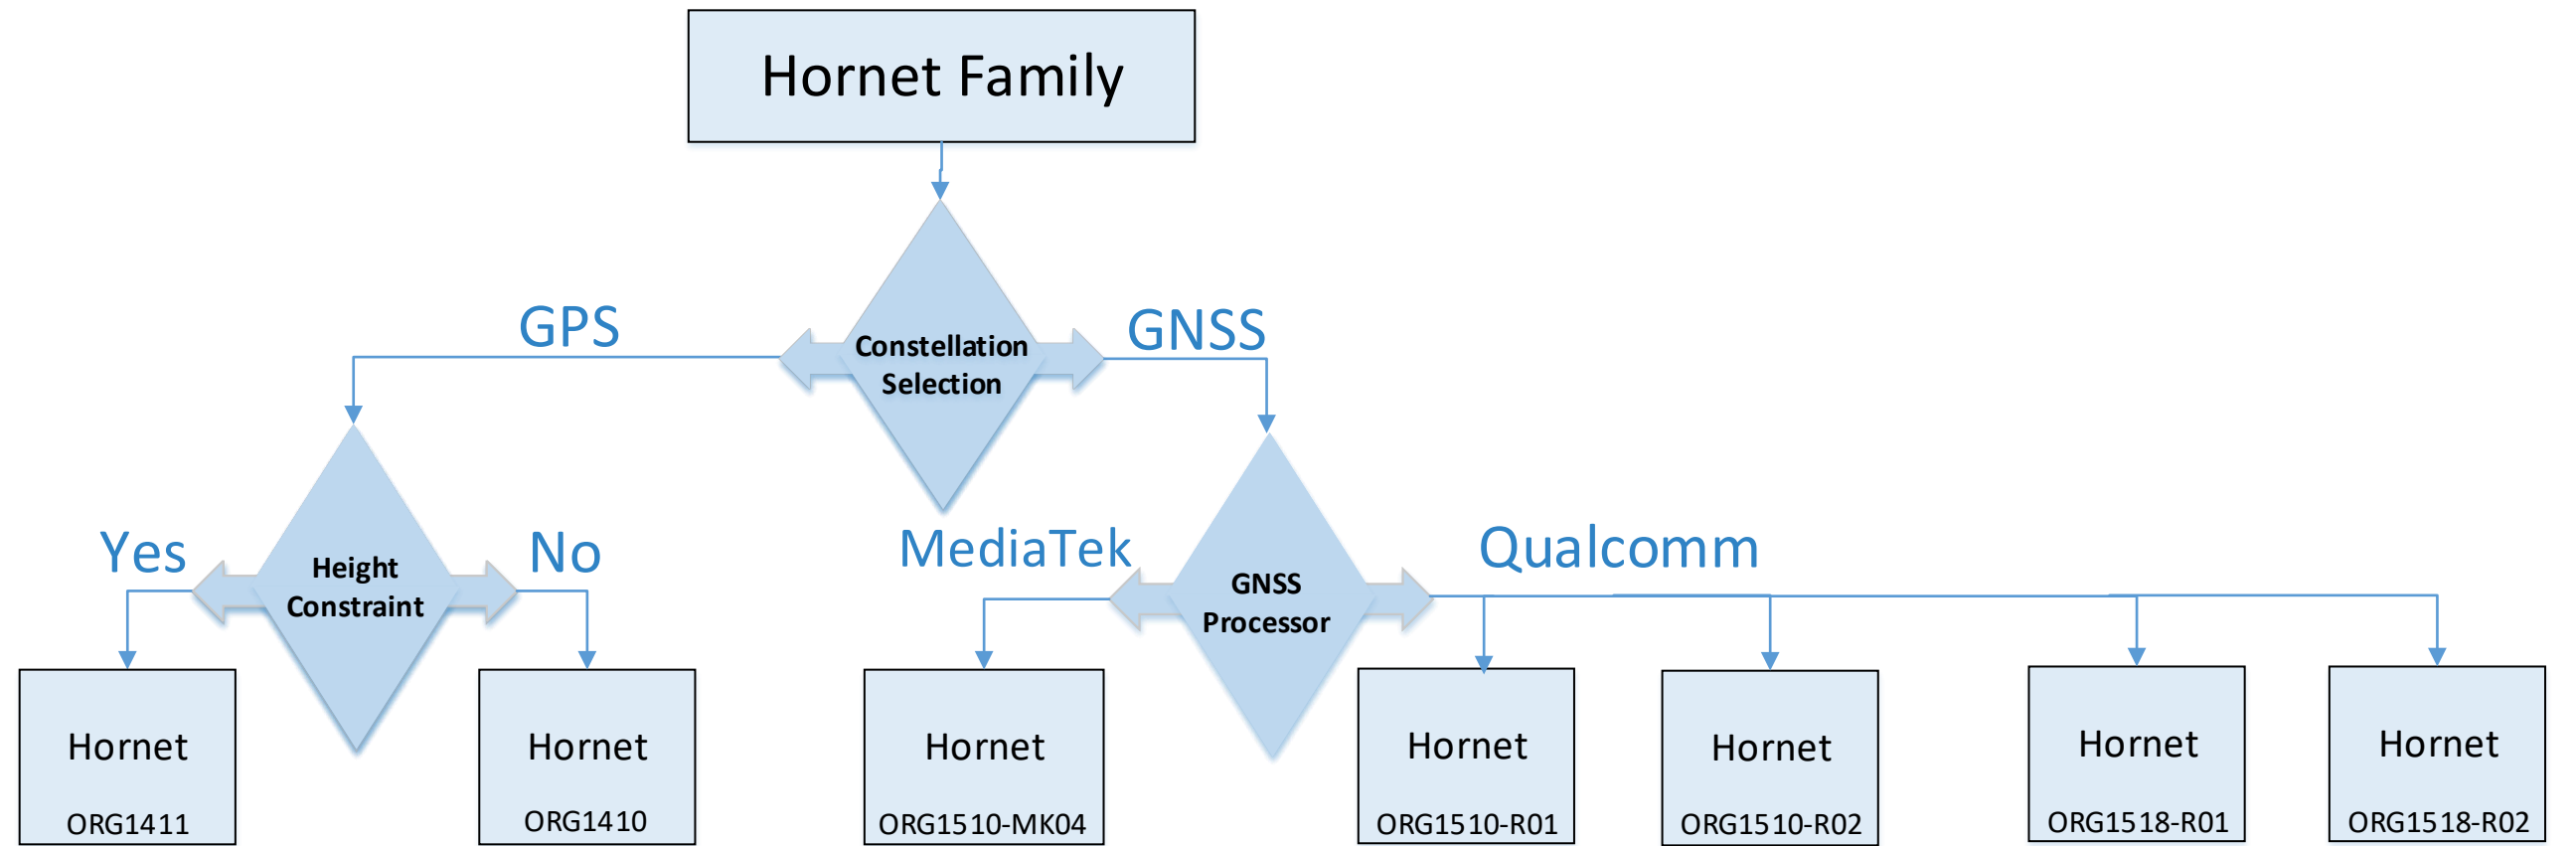 Hornet Family
GPS
GNSS
Constellation
Selection
Yes
No
MediaTek
Qualcomm
Height
Constraint
GNSS
Processor
Hornet
ORG1411
Hornet
ORG1410
Hornet
ORG1510-MK04
Hornet
ORG1510-R01
Hornet
ORG1510-R02
Hornet
ORG1518-R01
Hornet
ORG1518-R02